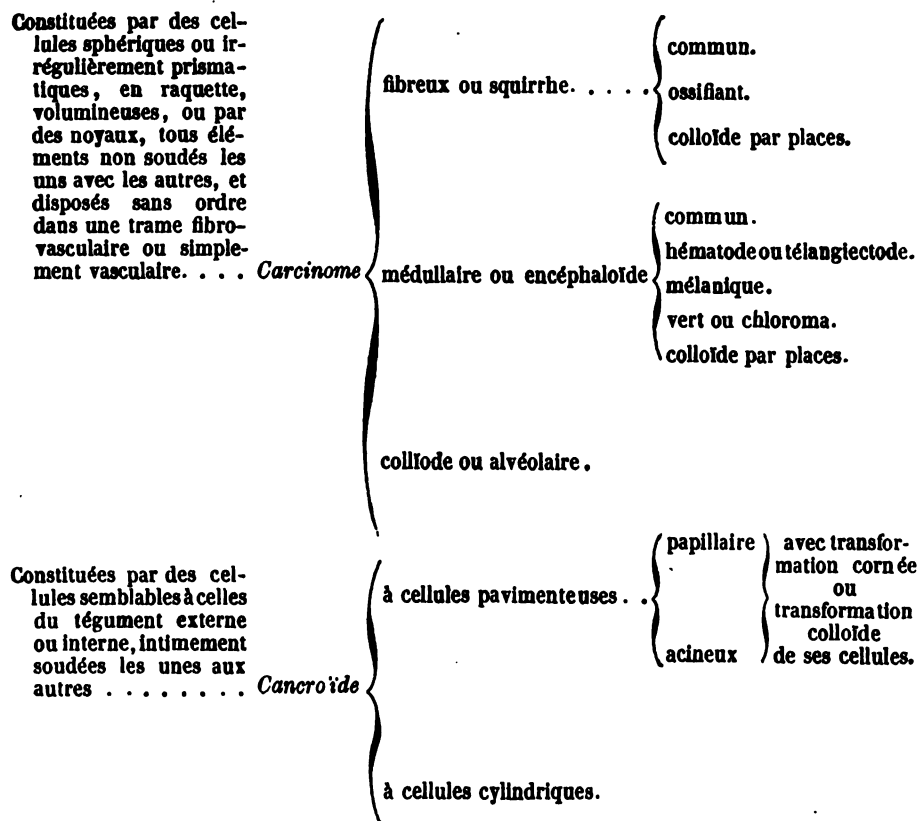 Constituées par des cel-
lules sphériques ou ir-
régulièrement prisma-
tiques, en raquette,
volumineuses, ou par
des noyaux, tous élé-
ments non soudés les
uns avec les autres, et
disposés sans ordre
dans une trame fibro-
vasculaire ou simple-
ment vasculaire. . . . Carcinome
fibreux ou squirrhe. . . . .
commun.
ossifiant.
colloïde par places.
médullaire ou encéphaloïde
commun.
hématode ou télangiectode.
mélanique.
vert ou chloroma.
colloïde par places.
collïode ou alvéolaire.
Constituées par des cel-
lules semblables à celles
du tégument externe
ou interne, intimement
soudées les unes aux
autres . . . . . . . . Cancroïde
à cellules pavimenteuses . .
papillaire
acineux
avec transfor-
mation cornée
ou
transformation
colloïde
de ses cellules.
à cellules cylindriques.